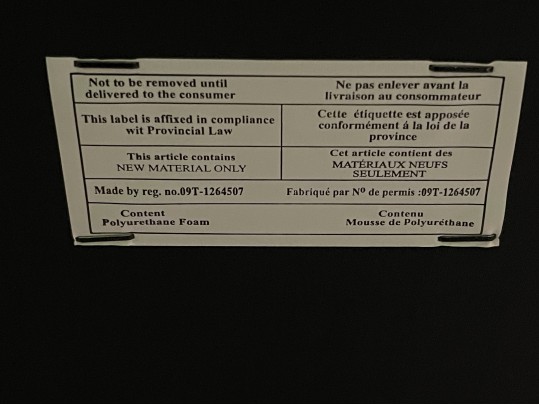 Not to be removed until
delivered to the consumer
Ne pas enlever avant la
livraison au consommateur
This label is affixed in compliance
wit Provincial Law
Cette étiquette est apposée
conformément á la loi de la
province
This article contains
NEW MATERIAL ONLY
Cet article contient des
MATÉRIAUX NEUFS
SEULEMENT
Made by reg. no.09T-1264507
Fabriqué par Nº de permis :09T-1264507
Content
Polyurethane Foam
Contenu
Mousse de Polyuréthane